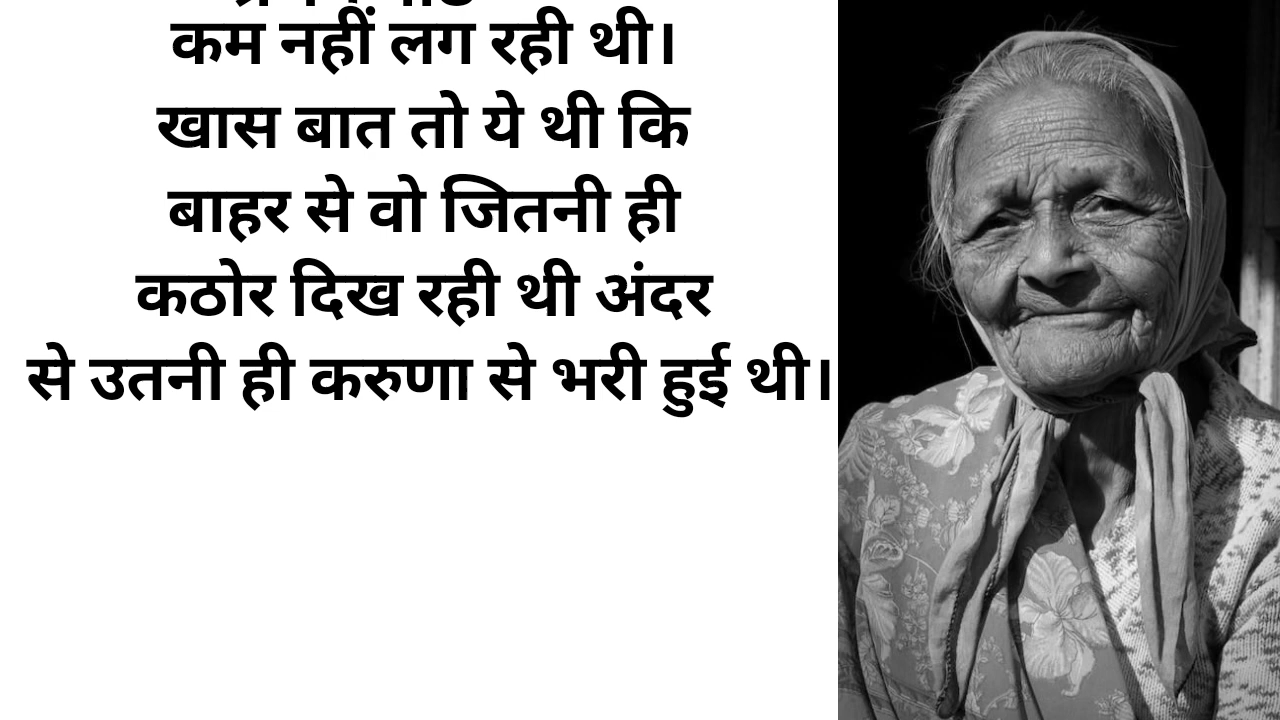 कम नहीं लग रही थी।
खास बात तो ये थी कि
बाहर से वो जितनी ही
कठोर दिख रही थी अंदर
से उतनी ही करुणा से भरी हुई थी।